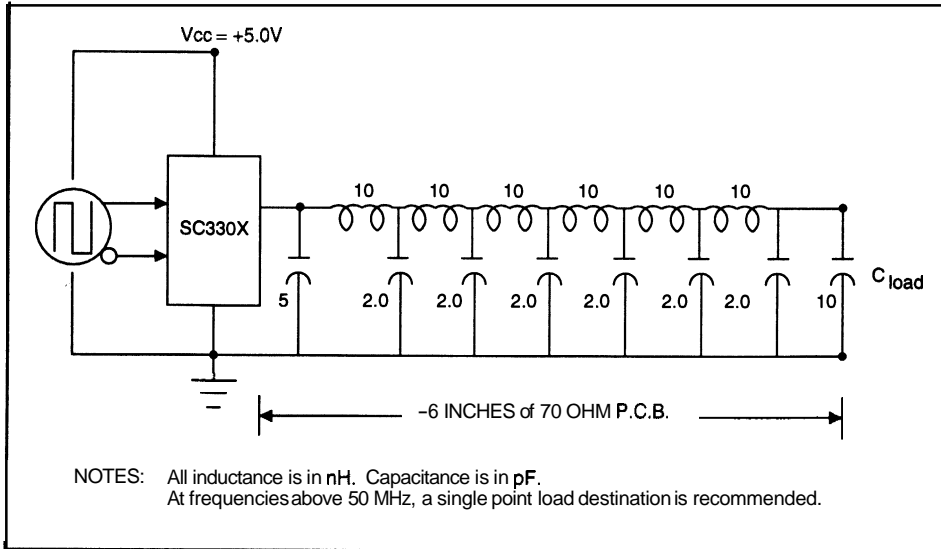 Vcc = +5.0V
10 10 10 10 10 10
SC330X
C load
5 2.0 2.0 2.0 2.0 2.0 2.0 10
–6 INCHES of 70 OHM P.C.B.
NOTES: All inductance is in nH. Capacitance is in pF.
At frequencies above 50 MHz, a single point load destination is recommended.